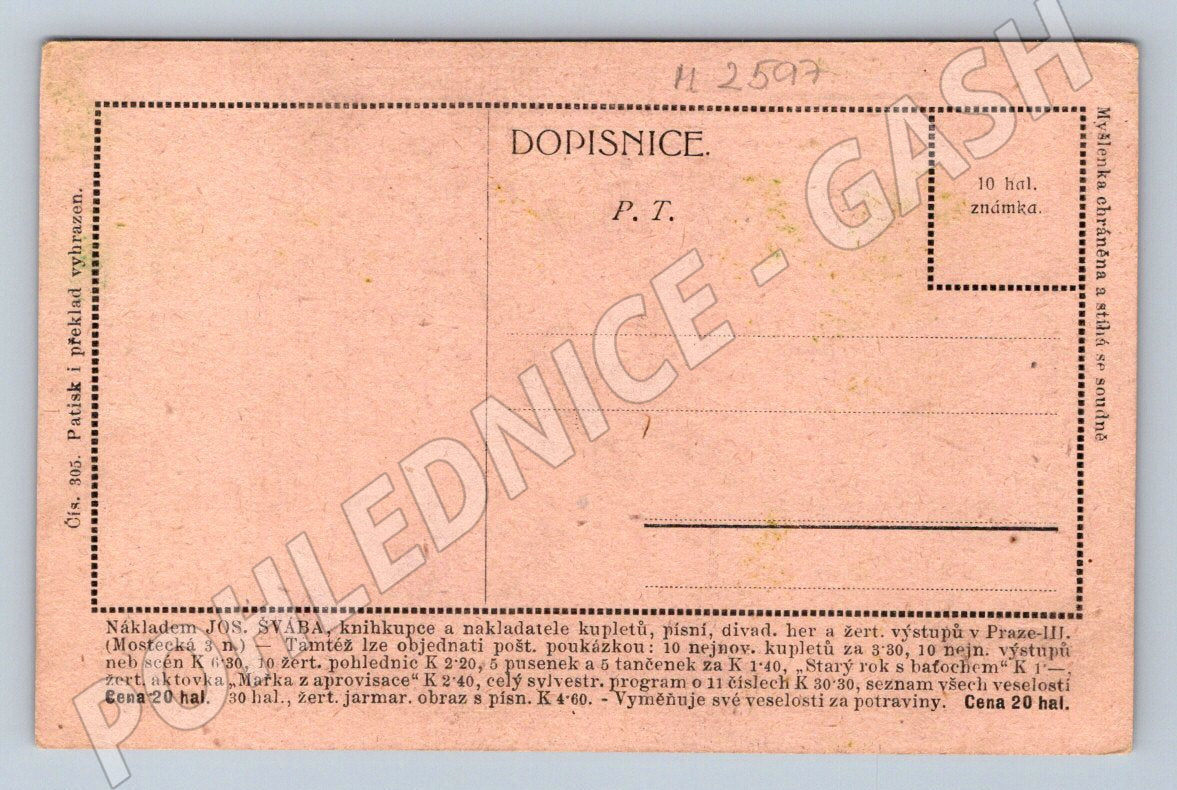 M 2597
DOPISNICE.
P. T.
10 hal.
známka.
Čís. 305. Patisk i překlad vyhrazen.
Myšlenka chráněna a stíhá se soudně
Nákladem JOS. ŠVÁBA, knihkupce a nakladatele kupletů, písní, divad. her a žert. výstupů v Praze-III.
(Mostecká 3 n.) — Tamtéž lze objednati pošt. poukázkou: 10 nejnov. kupletů za 3·30, 10 nejn. výstupů
neb scén K 6·30, 10 žert. pohlednic K 2·20, 5 pusenek a 5 tančenek za K 1·40, „Starý rok s baťochem" K 1·—,
žert. aktovka „Mařka z aprovisace" K 2·40, celý sylvestr. program o 11 číslech K 30·30, seznam všech veselostí
Cena 20 hal. 30 hal., žert. jarmar. obraz s písn. K 4·60. - Vyměňuje své veselosti za potraviny. Cena 20 hal.
POHLEDNICE - GASH